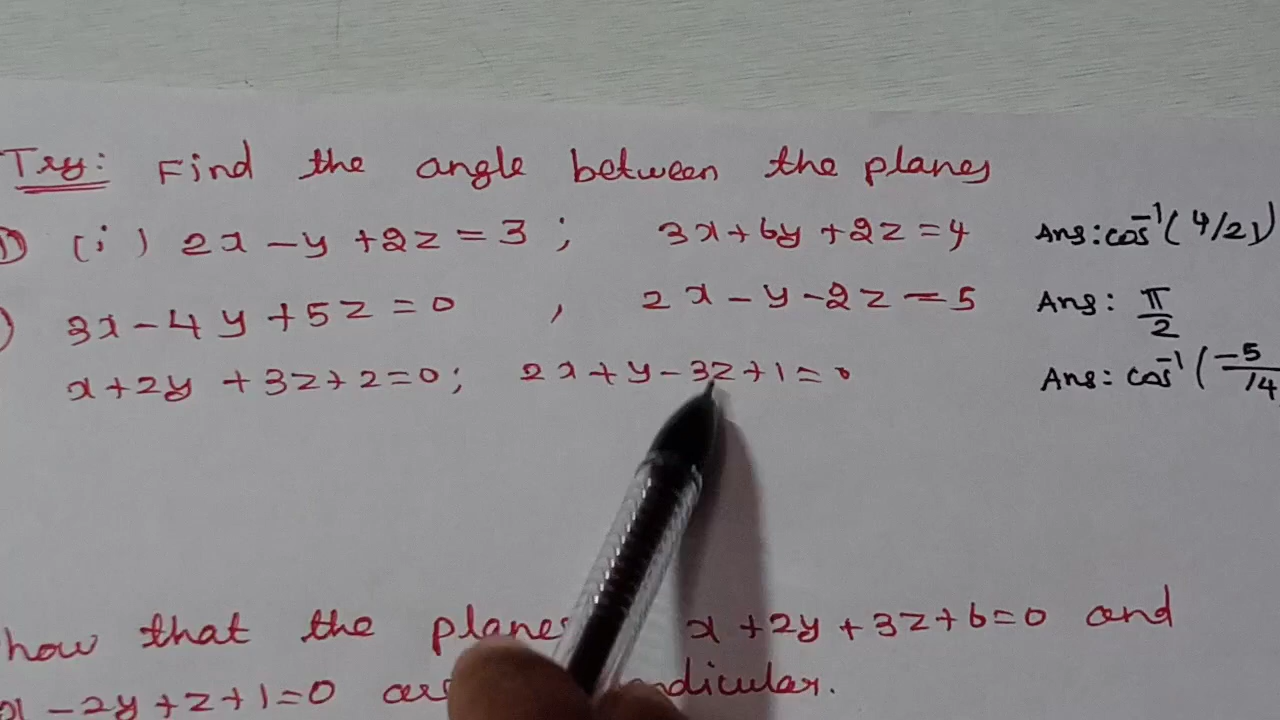 Try: Find the angle between the planes
1) (i) 2x - y + 2z = 3 ; 3x + 6y + 2z = 4 Ans: cos⁻¹(4/21)
) 3x - 4y + 5z = 0 , 2x - y - 2z = 5 Ans: π/2
x + 2y + 3z + 2 = 0 ; 2x + y - 3z + 1 = 0 Ans: cos⁻¹(-5/14
how that the planes x + 2y + 3z + 6 = 0 and
x - 2y + z + 1 = 0 ndicular.